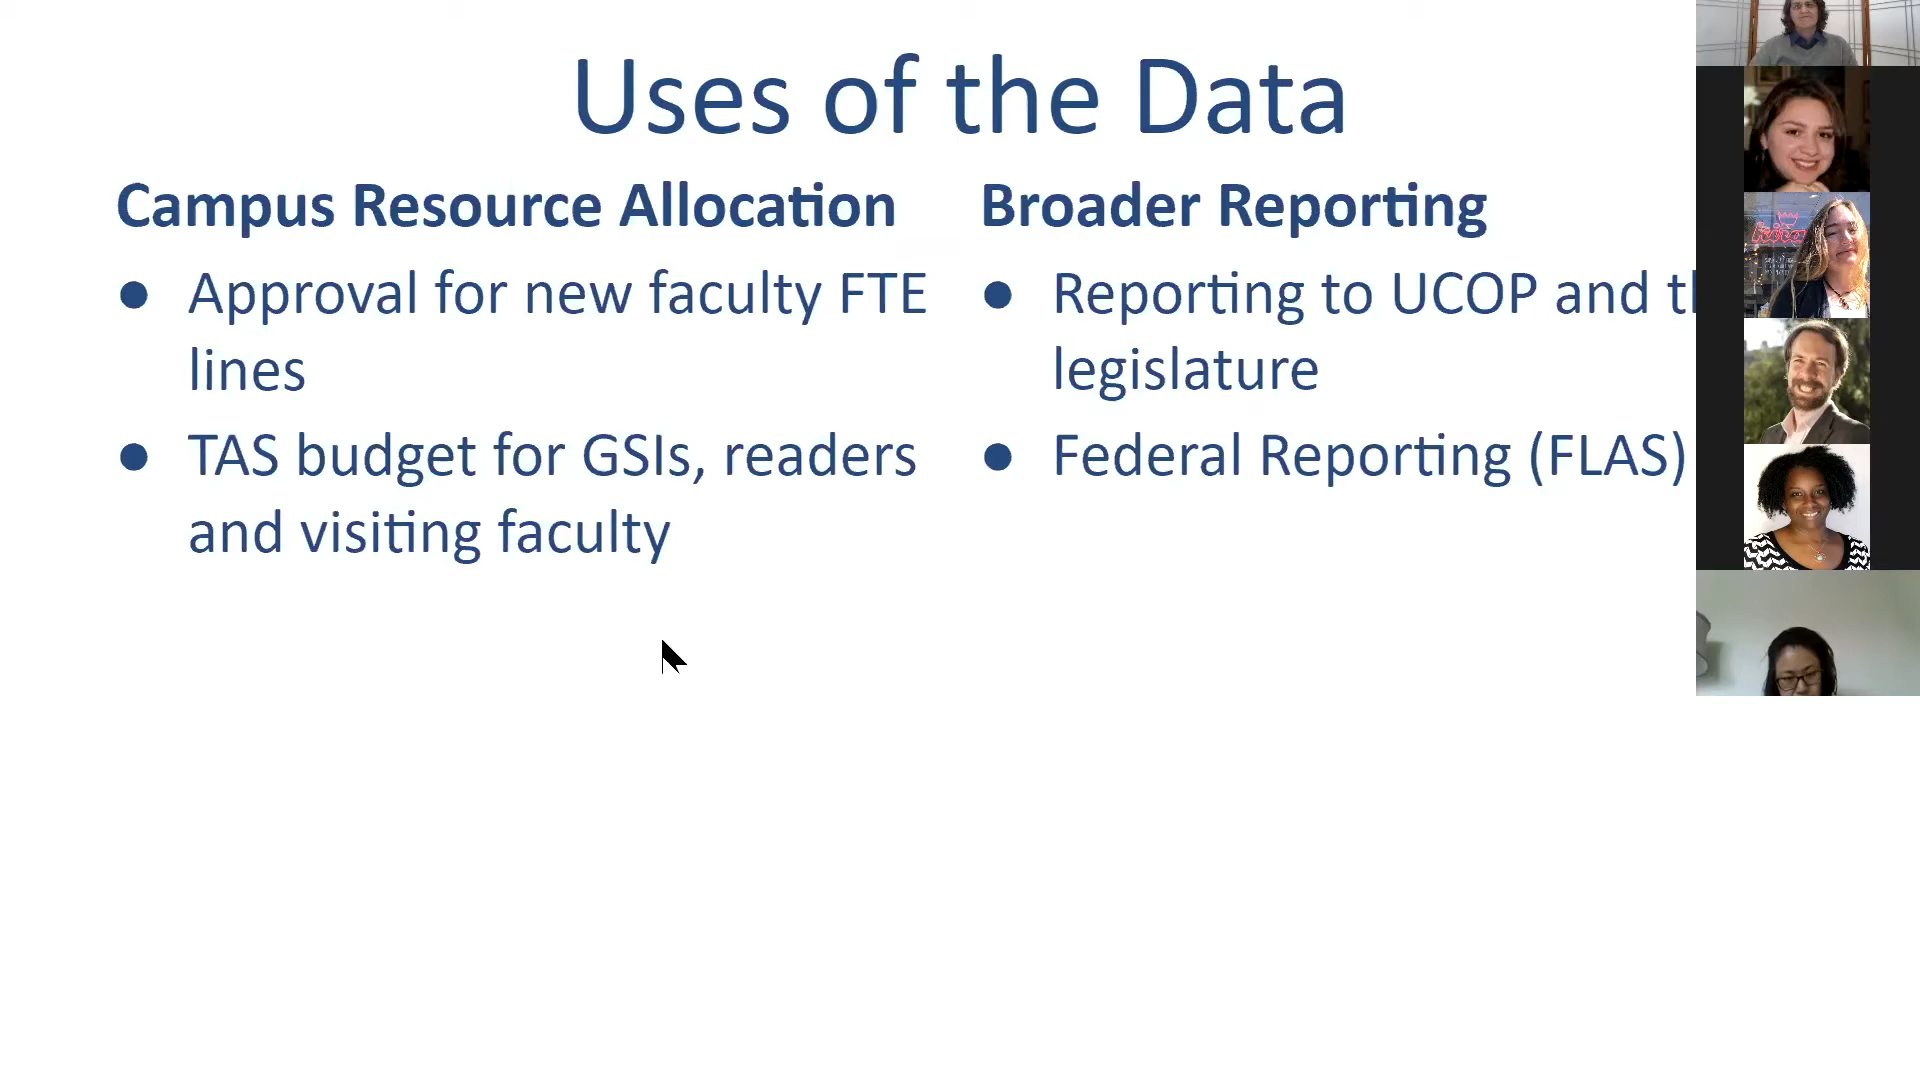 Uses of the Data
Campus Resource Allocation
● Approval for new faculty FTE
lines
● TAS budget for GSIs, readers
and visiting faculty
Broader Reporting
● Reporting to UCOP and
legislature
● Federal Reporting (FLAS)